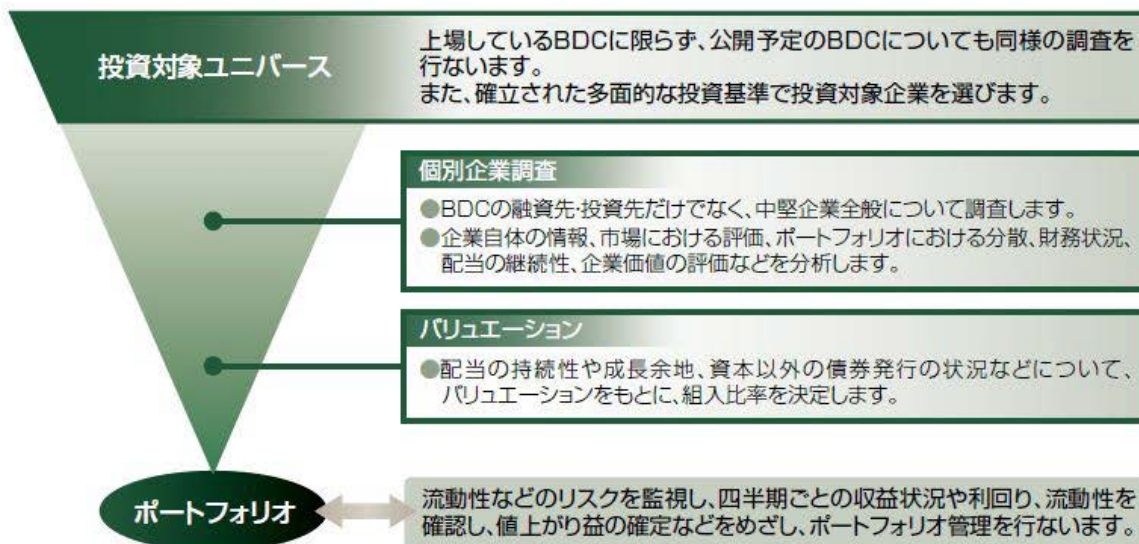 投資対象ユニバース
上場しているBDCに限らず、公開予定のBDCについても同様の調査を
行ないます。
また、確立された多面的な投資基準で投資対象企業を選びます。
個別企業調査
●BDCの融資先・投資先だけでなく、中堅企業全般について調査します。
●企業自体の情報、市場における評価、ポートフォリオにおける分散、財務状況、
配当の継続性、企業価値の評価などを分析します。
バリュエーション
●配当の持続性や成長余地、資本以外の債券発行の状況などについて、
バリュエーションをもとに、組入比率を決定します。
ポートフォリオ
流動性などのリスクを監視し、四半期ごとの収益状況や利回り、流動性を
確認し、値上がり益の確定などをめざし、ポートフォリオ管理を行ないます。